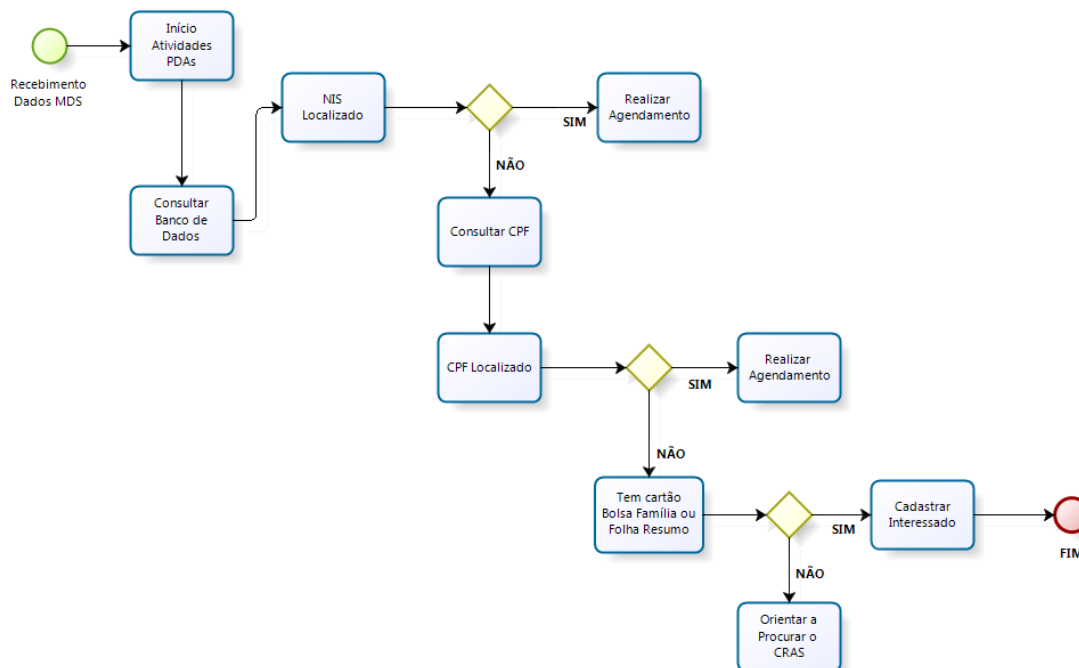 Início
Atividades
PDAs
Recebimento
Dados MDS
NIS
Localizado
SIM
Realizar
Agendamento
NÃO
Consultar
Banco de
Dados
Consultar CPF
CPF Localizado
SIM
Realizar
Agendamento
NÃO
Tem cartão
Bolsa Família ou
Folha Resumo
SIM
Cadastrar
Interessado
FIM
NÃO
Orientar a
Procurar o
CRAS